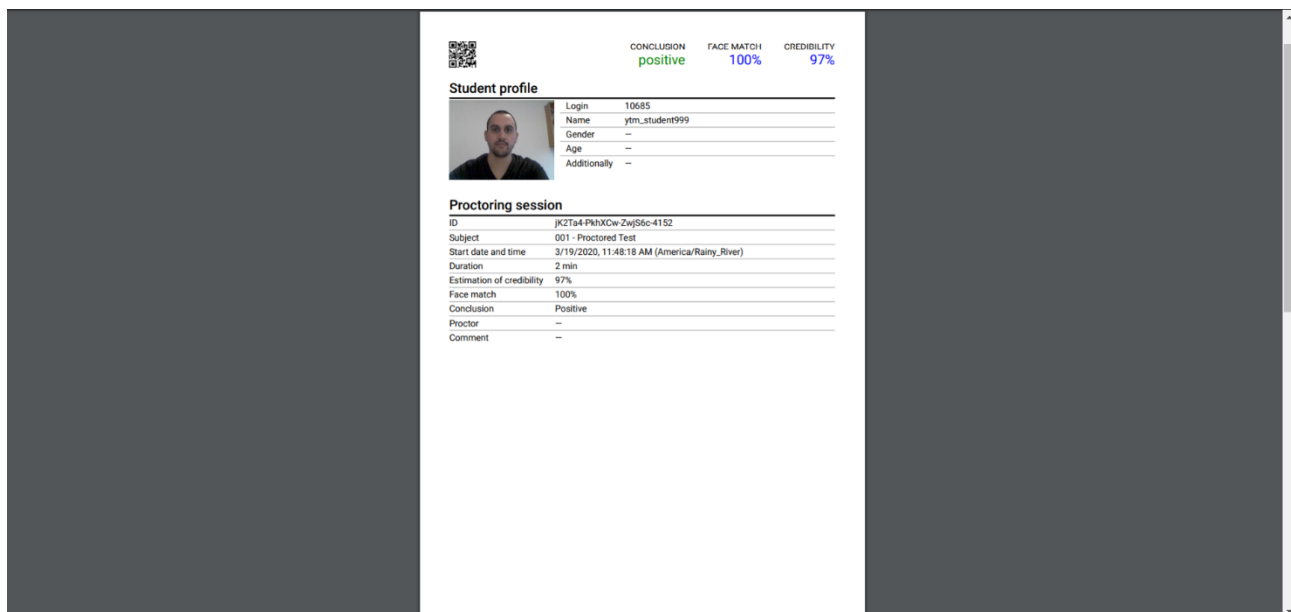 CONCLUSION FACE MATCH CREDIBILITY
positive 100% 97%
Student profile
Login 10685
Name ytm_student999
Gender –
Age –
Additionally –
Proctoring session
ID jK2Ta4-PkhXCw-ZwjS6c-4152
Subject 001 - Proctored Test
Start date and time 3/19/2020, 11:48:18 AM (America/Rainy_River)
Duration 2 min
Estimation of credibility 97%
Face match 100%
Conclusion Positive
Proctor –
Comment –